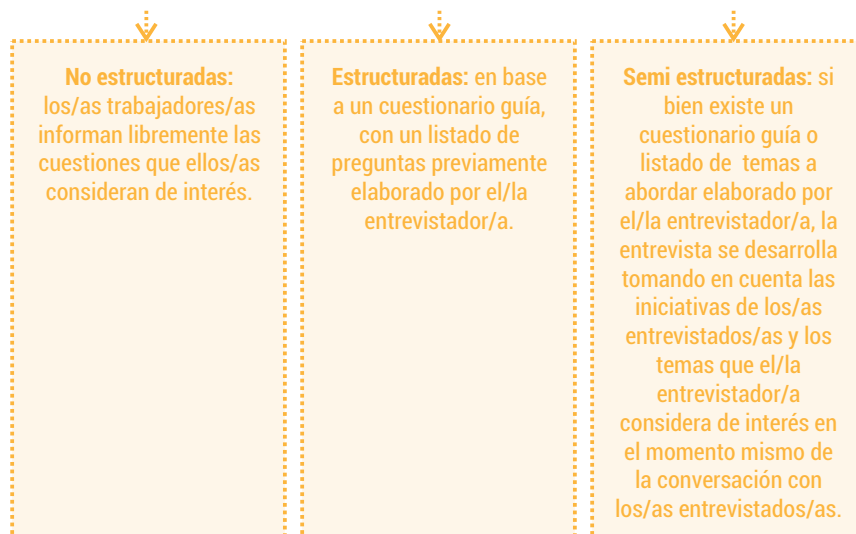 No estructuradas:
los/as trabajadores/as
informan libremente las
cuestiones que ellos/as
consideran de interés.
Estructuradas: en base
a un cuestionario guía,
con un listado de
preguntas previamente
elaborado por el/la
entrevistador/a.
Semi estructuradas: si
bien existe un
cuestionario guía o
listado de temas a
abordar elaborado por
el/la entrevistador/a, la
entrevista se desarrolla
tomando en cuenta las
iniciativas de los/as
entrevistados/as y los
temas que el/la
entrevistador/a
considera de interés en
el momento mismo de
la conversación con
los/as entrevistados/as.